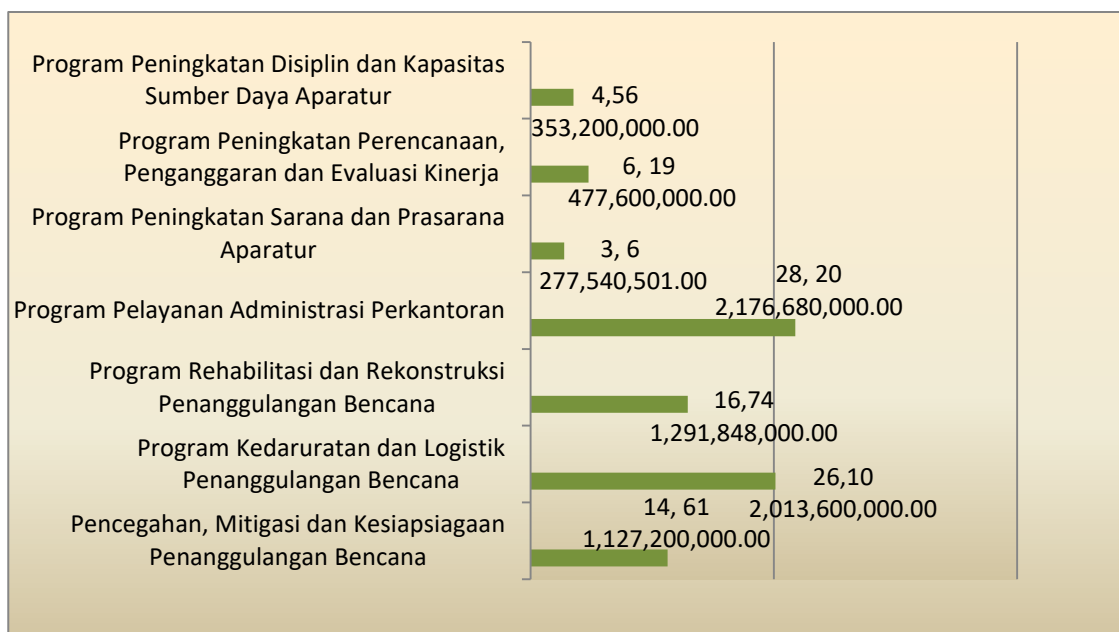 Program Peningkatan Disiplin dan Kapasitas
Sumber Daya Aparatur
4,56
353,200,000.00
Program Peningkatan Perencanaan,
Penganggaran dan Evaluasi Kinerja
6, 19
477,600,000.00
Program Peningkatan Sarana dan Prasarana
Aparatur
3, 6
277,540,501.00
Program Pelayanan Administrasi Perkantoran
28, 20
2,176,680,000.00
Program Rehabilitasi dan Rekonstruksi
Penanggulangan Bencana
16,74
1,291,848,000.00
Program Kedaruratan dan Logistik
Penanggulangan Bencana
26,10
2,013,600,000.00
Pencegahan, Mitigasi dan Kesiapsiagaan
Penanggulangan Bencana
14, 61
1,127,200,000.00